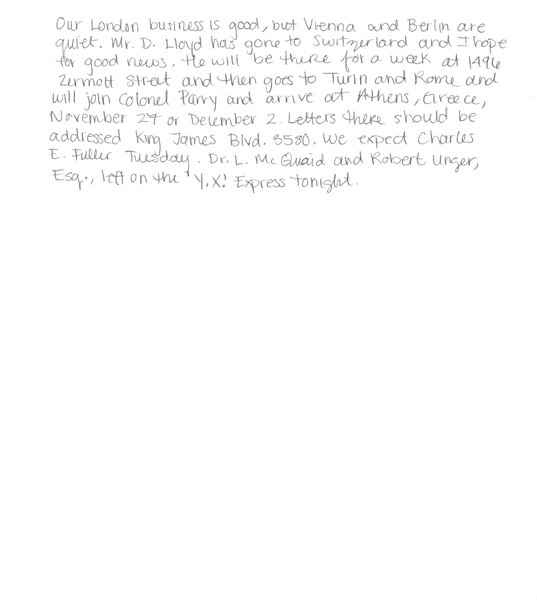 Our London business is good, but Vienna and Berlin are
quiet. Mr. D. Lloyd has gone to Switzerland and I hope
for good news. He will be there for a week at 1496
Zermott Street and then goes to Turin and Rome and
will join Colonel Parry and arrive at Athens, Greece,
November 27 or December 2. Letters there should be
addressed King James Blvd. 3580. We expect Charles
E. Fuller Tuesday. Dr. L. McQuaid and Robert Unger,
Esq., left on the 'Y.X.' Express tonight.